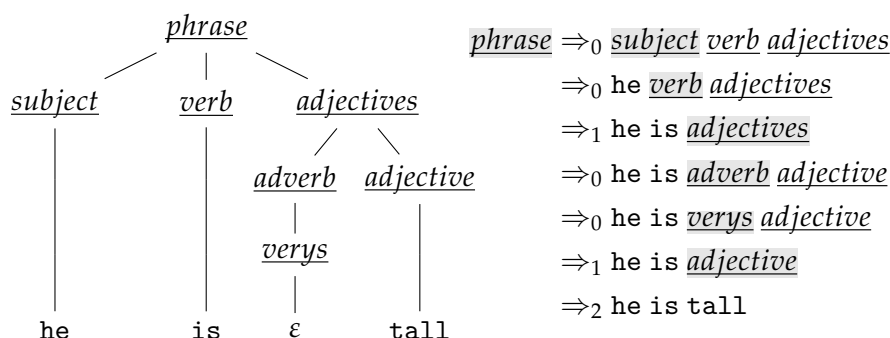 phrase
subject verb adjectives
adverb adjective
verys
he is ε tall
phrase ⇒0 subject verb adjectives
⇒0 he verb adjectives
⇒1 he is adjectives
⇒0 he is adverb adjective
⇒0 he is verys adjective
⇒1 he is adjective
⇒2 he is tall